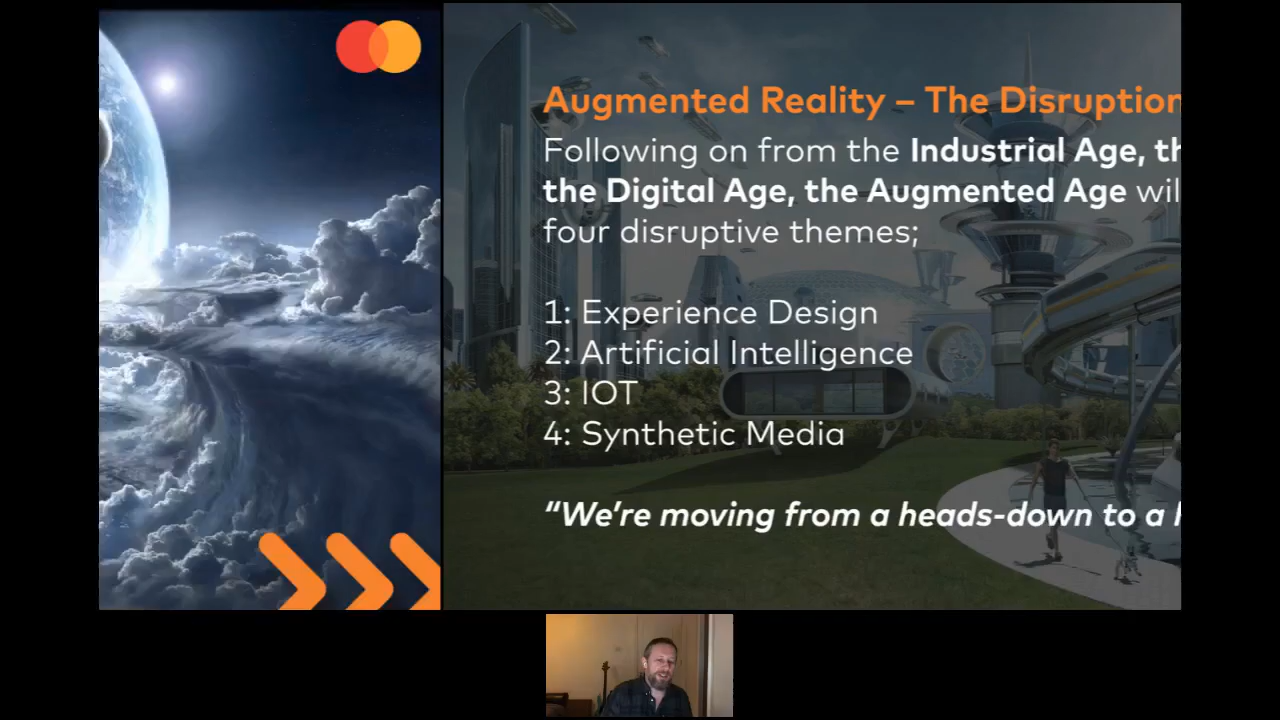 Augmented Reality – The Disruption
Following on from the Industrial Age, th
the Digital Age, the Augmented Age wil
four disruptive themes;
1: Experience Design
2: Artificial Intelligence
3: IOT
4: Synthetic Media
“We’re moving from a heads-down to a h